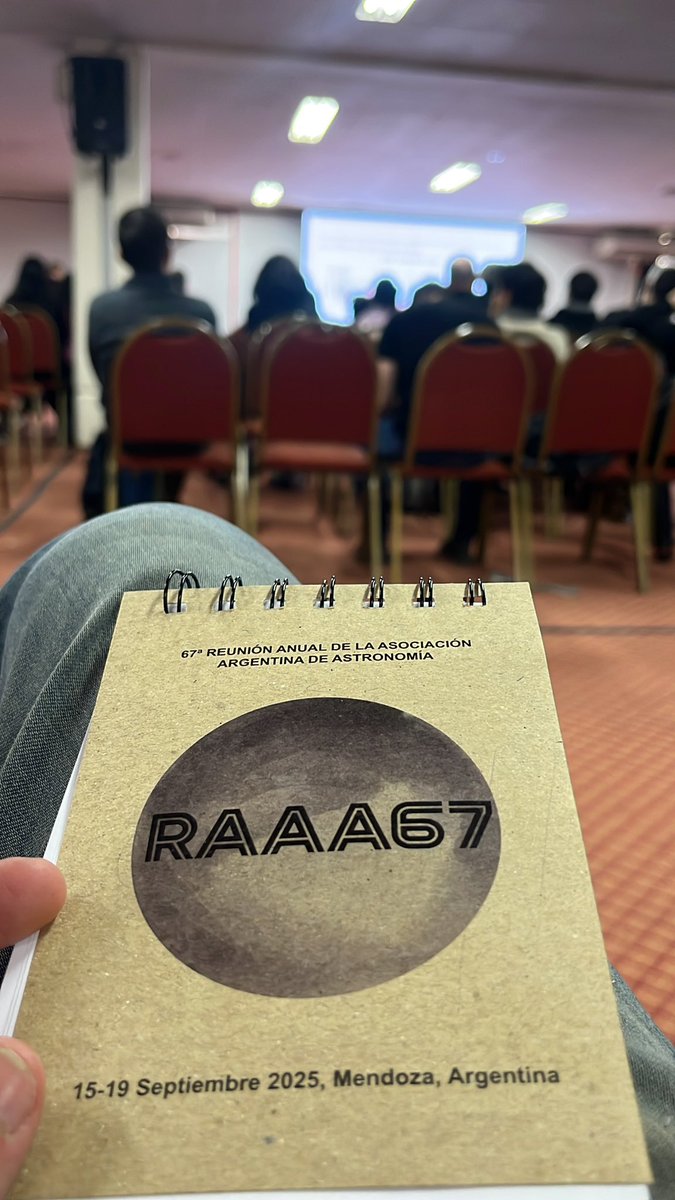 67ª REUNIÓN ANUAL DE LA ASOCIACIÓN
ARGENTINA DE ASTRONOMÍA
RAAA67
15-19 Septiembre 2025, Mendoza, Argentina